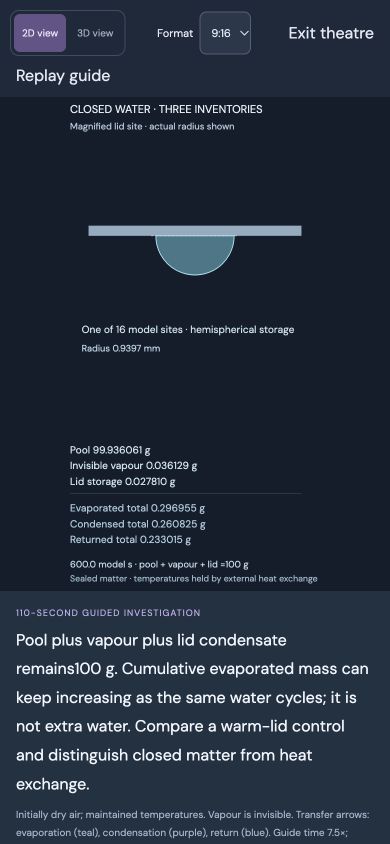 2D view 3D view Format 9:16 Exit theatre
Replay guide
CLOSED WATER · THREE INVENTORIES
Magnified lid site · actual radius shown
One of 16 model sites · hemispherical storage
Radius 0.9397 mm
Pool 99.936061 g
Invisible vapour 0.036129 g
Lid storage 0.027810 g
Evaporated total 0.296955 g
Condensed total 0.260825 g
Returned total 0.233015 g
600.0 model s · pool + vapour + lid =100 g
Sealed matter · temperatures held by external heat exchange
110-SECOND GUIDED INVESTIGATION
Pool plus vapour plus lid condensate
remains100 g. Cumulative evaporated mass can
keep increasing as the same water cycles; it is
not extra water. Compare a warm-lid control
and distinguish closed matter from heat
exchange.
Initially dry air; maintained temperatures. Vapour is invisible. Transfer arrows:
evaporation (teal), condensation (purple), return (blue). Guide time 7.5×;